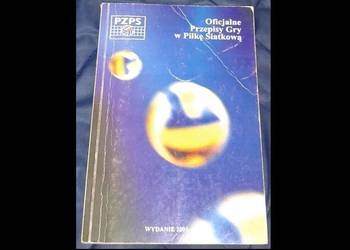 PZPS
Oficjalne
Przepisy Gry
w Piłkę Siatkową
WYDANIE